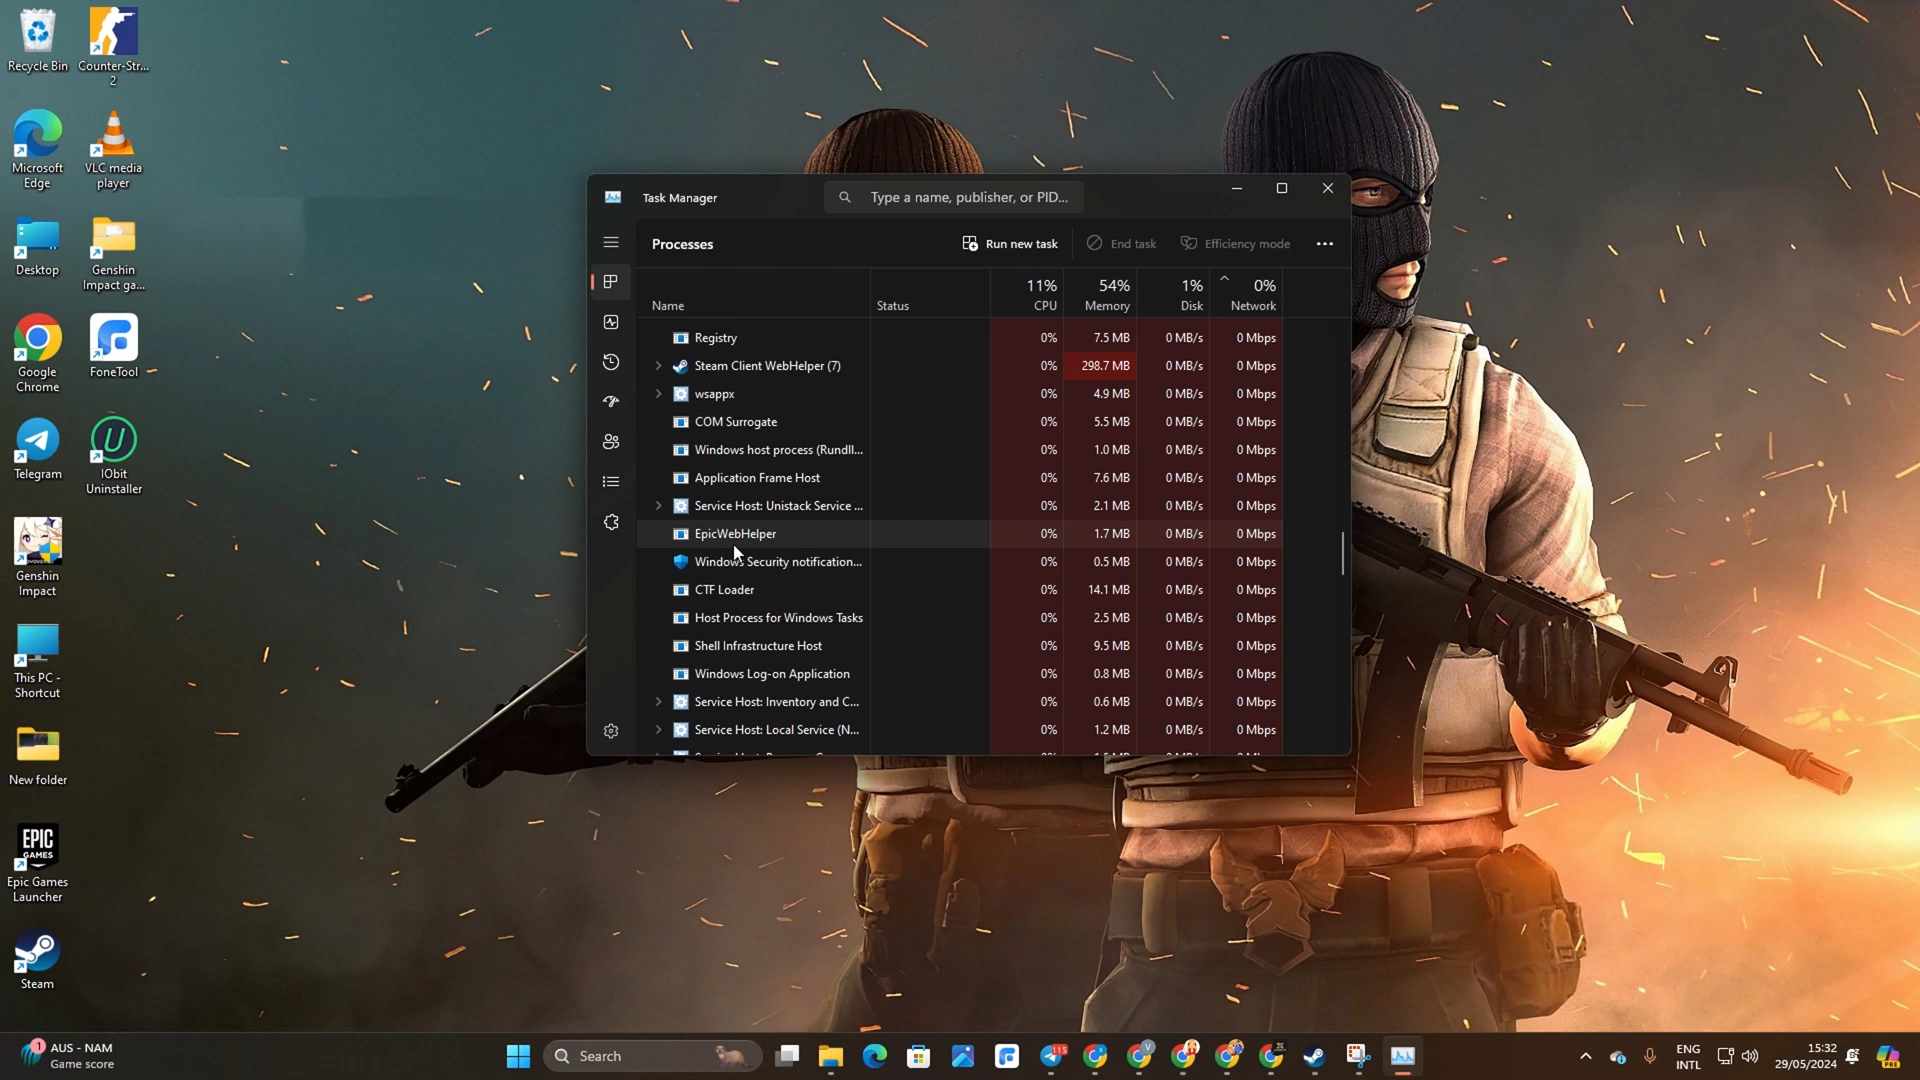 Recycle Bin
Counter-Str...
2
Microsoft
Edge
VLC media
player
Desktop
Genshin
Impact ga...
Google
Chrome
FoneTool
Telegram
IObit
Uninstaller
Genshin
Impact
This PC -
Shortcut
New folder
EPIC
GAMES
Epic Games
Launcher
Steam
Task Manager
Type a name, publisher, or PID...
Processes
Run new task
End task
Efficiency mode
11% 54% 1% 0%
Name Status CPU Memory Disk Network
Registry 0% 7.5 MB 0 MB/s 0 Mbps
Steam Client WebHelper (7) 0% 298.7 MB 0 MB/s 0 Mbps
wsappx 0% 4.9 MB 0 MB/s 0 Mbps
COM Surrogate 0% 5.5 MB 0 MB/s 0 Mbps
Windows host process (Rundll... 0% 1.0 MB 0 MB/s 0 Mbps
Application Frame Host 0% 7.6 MB 0 MB/s 0 Mbps
Service Host: Unistack Service ... 0% 2.1 MB 0 MB/s 0 Mbps
EpicWebHelper 0% 1.7 MB 0 MB/s 0 Mbps
Windows Security notification... 0% 0.5 MB 0 MB/s 0 Mbps
CTF Loader 0% 14.1 MB 0 MB/s 0 Mbps
Host Process for Windows Tasks 0% 2.5 MB 0 MB/s 0 Mbps
Shell Infrastructure Host 0% 9.5 MB 0 MB/s 0 Mbps
Windows Log-on Application 0% 0.8 MB 0 MB/s 0 Mbps
Service Host: Inventory and C... 0% 0.6 MB 0 MB/s 0 Mbps
Service Host: Local Service (N... 0% 1.2 MB 0 MB/s 0 Mbps
1
AUS - NAM
Game score
Search
115
ENG
INTL
15:32
29/05/2024
PRE